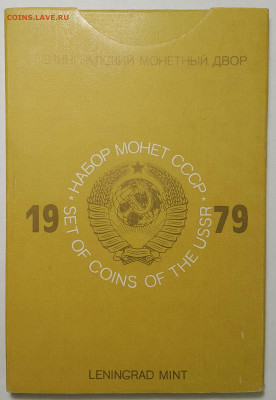 COINS.LAVE.RU
ЛЕНИНГРАДСКИЙ МОНЕТНЫЙ ДВОР
* НАБОР МОНЕТ СССР *
19 79
SET OF COINS OF THE USSR
LENINGRAD MINT